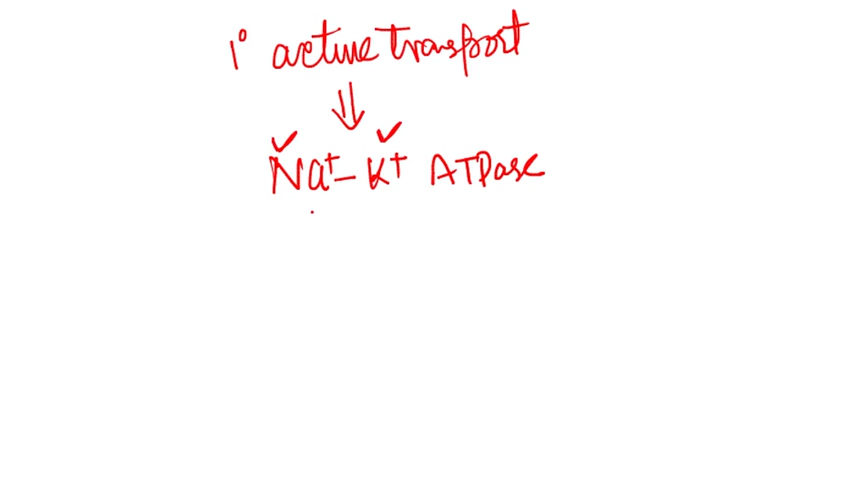 1° active transport
⇓
Na+ – K+ ATPase